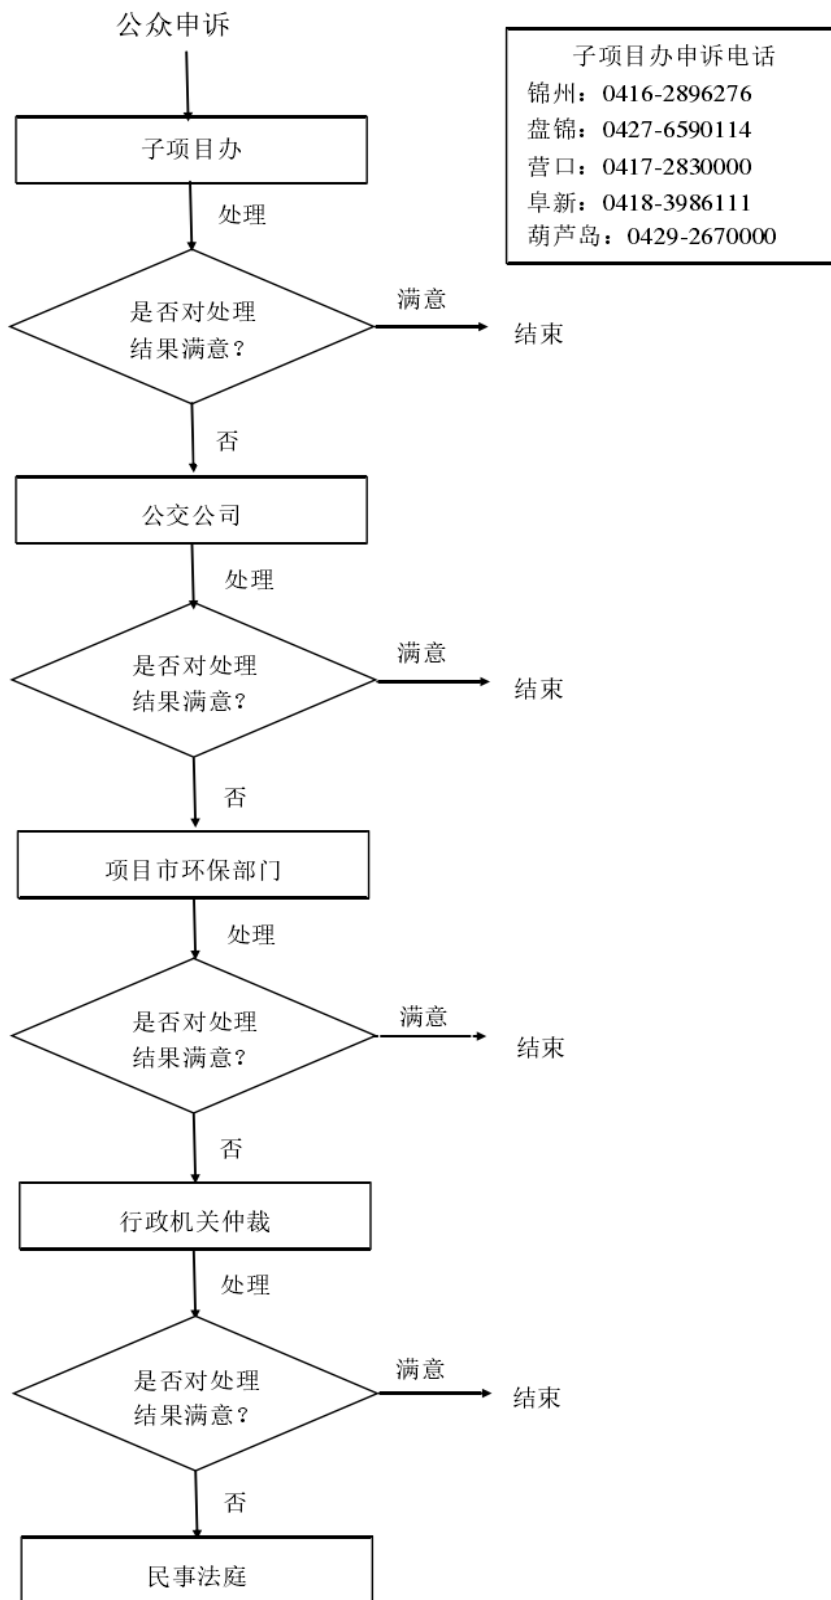 公众申诉
子项目办申诉电话
锦州：0416-2896276
盘锦：0427-6590114
营口：0417-2830000
阜新：0418-3986111
葫芦岛：0429-2670000
子项目办
处理
是否对处理
结果满意？
满意
结束
否
公交公司
处理
是否对处理
结果满意？
满意
结束
否
项目市环保部门
处理
是否对处理
结果满意？
满意
结束
否
行政机关仲裁
处理
是否对处理
结果满意？
满意
结束
否
民事法庭